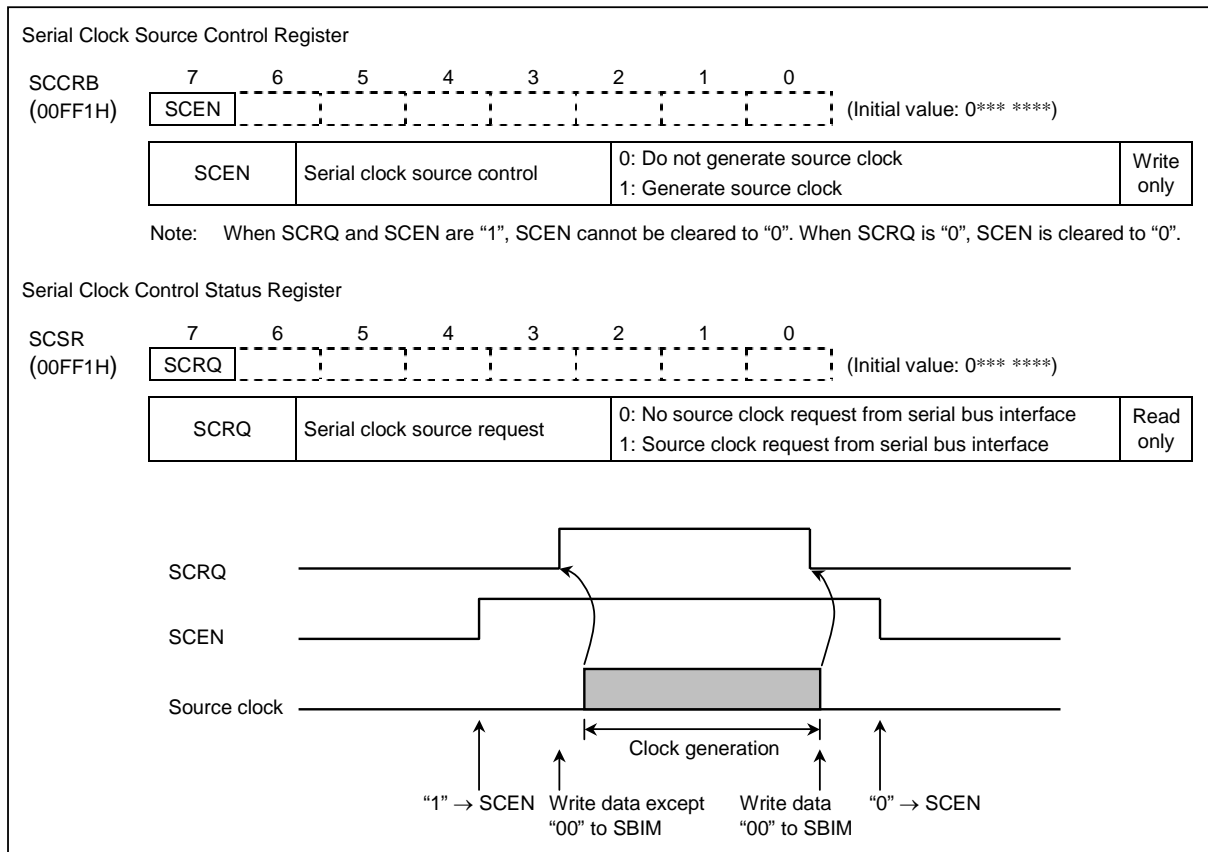 Serial Clock Source Control Register
7 6 5 4 3 2 1 0
SCCRB
(00FF1H)
SCEN
(Initial value: 0*** ****)
SCEN Serial clock source control 0: Do not generate source clock
1: Generate source clock
Write
only
Note: When SCRQ and SCEN are “1”, SCEN cannot be cleared to “0”. When SCRQ is “0”, SCEN is cleared to “0”.
Serial Clock Control Status Register
7 6 5 4 3 2 1 0
SCSR
(00FF1H)
SCRQ
(Initial value: 0*** ****)
SCRQ Serial clock source request 0: No source clock request from serial bus interface
1: Source clock request from serial bus interface
Read
only
SCRQ
SCEN
Source clock
Clock generation
“1” → SCEN
Write data except
“00” to SBIM
Write data
“00” to SBIM
“0” → SCEN